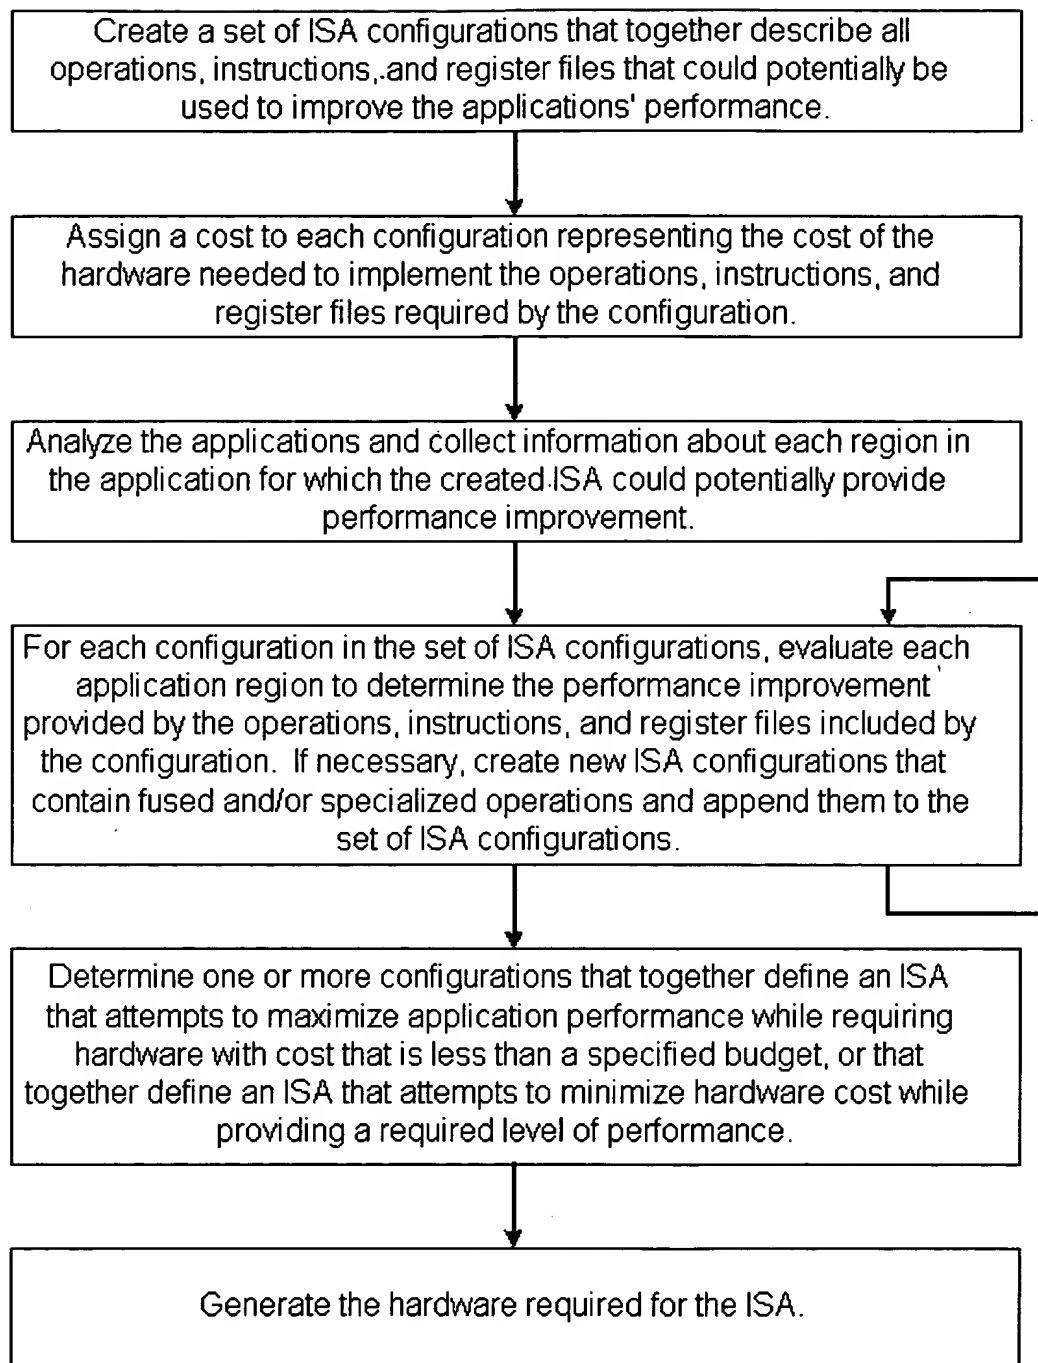 Create a set of ISA configurations that together describe all
operations, instructions, and register files that could potentially be
used to improve the applications' performance.
Assign a cost to each configuration representing the cost of the
hardware needed to implement the operations, instructions, and
register files required by the configuration.
Analyze the applications and collect information about each region in
the application for which the created ISA could potentially provide
performance improvement.
For each configuration in the set of ISA configurations, evaluate each
application region to determine the performance improvement
provided by the operations, instructions, and register files included by
the configuration. If necessary, create new ISA configurations that
contain fused and/or specialized operations and append them to the
set of ISA configurations.
Determine one or more configurations that together define an ISA
that attempts to maximize application performance while requiring
hardware with cost that is less than a specified budget, or that
together define an ISA that attempts to minimize hardware cost while
providing a required level of performance.
Generate the hardware required for the ISA.